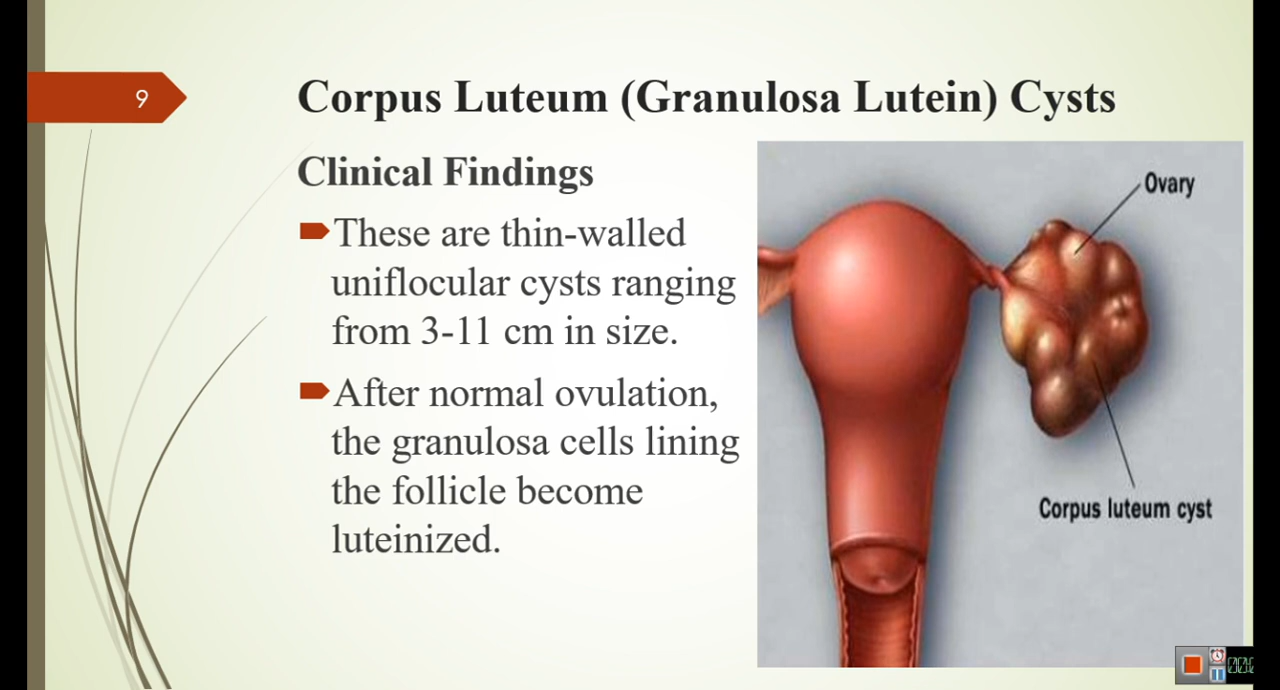 9
Corpus Luteum (Granulosa Lutein) Cysts
Clinical Findings
These are thin-walled
uniflocular cysts ranging
from 3-11 cm in size.
After normal ovulation,
the granulosa cells lining
the follicle become
luteinized.
Ovary
Corpus luteum cyst